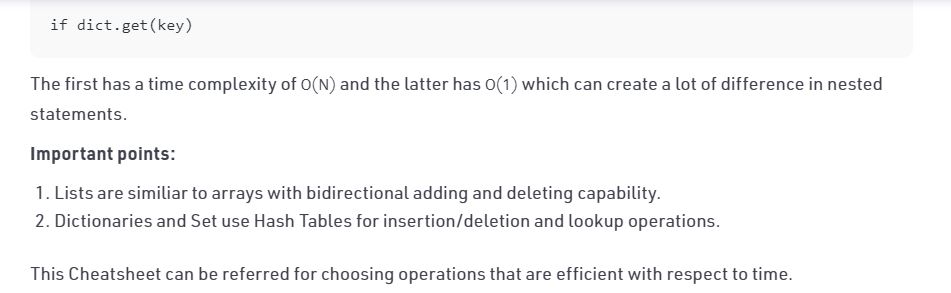 if dict.get(key)
The first has a time complexity of O(N) and the latter has O(1) which can create a lot of difference in nested
statements.
Important points:
1. Lists are similiar to arrays with bidirectional adding and deleting capability.
2. Dictionaries and Set use Hash Tables for insertion/deletion and lookup operations.
This Cheatsheet can be referred for choosing operations that are efficient with respect to time.